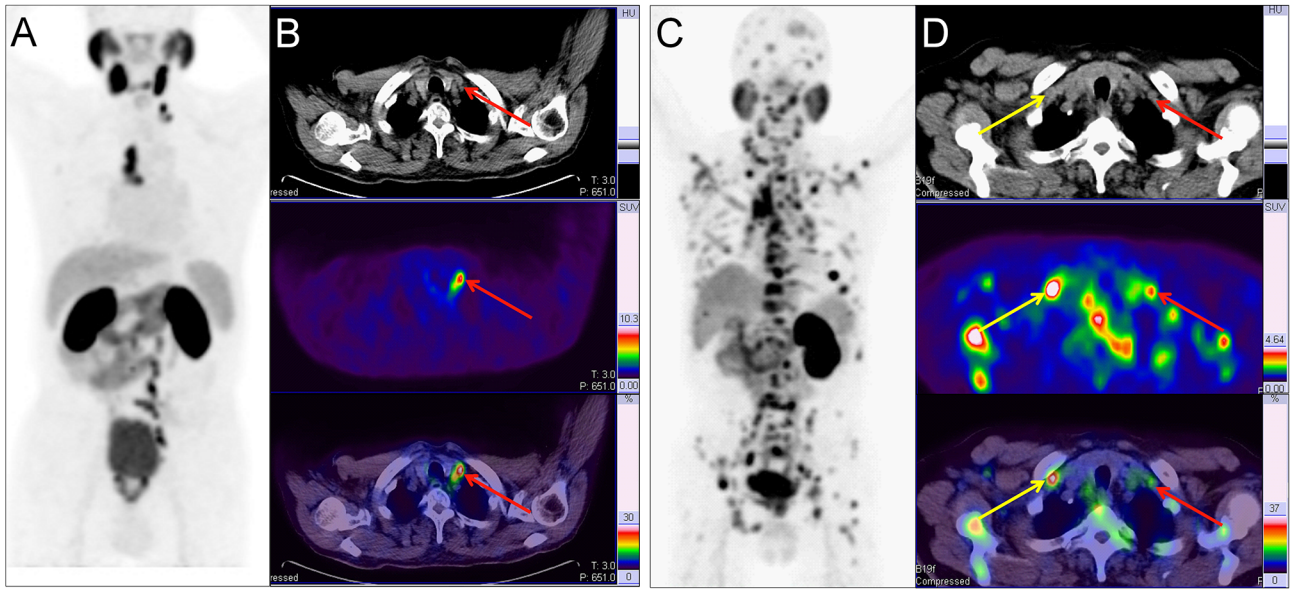 A
B
HU
T: 3.0
P: 651.0
ressed
SUV
10.3
0.00
T: 3.0
P: 651.0
%
30
0
T: 3.0
P: 651.0
ressed
C
D
HU
B19f
Compressed
SUV
4.64
0.00
%
37
0
B19f
Compressed